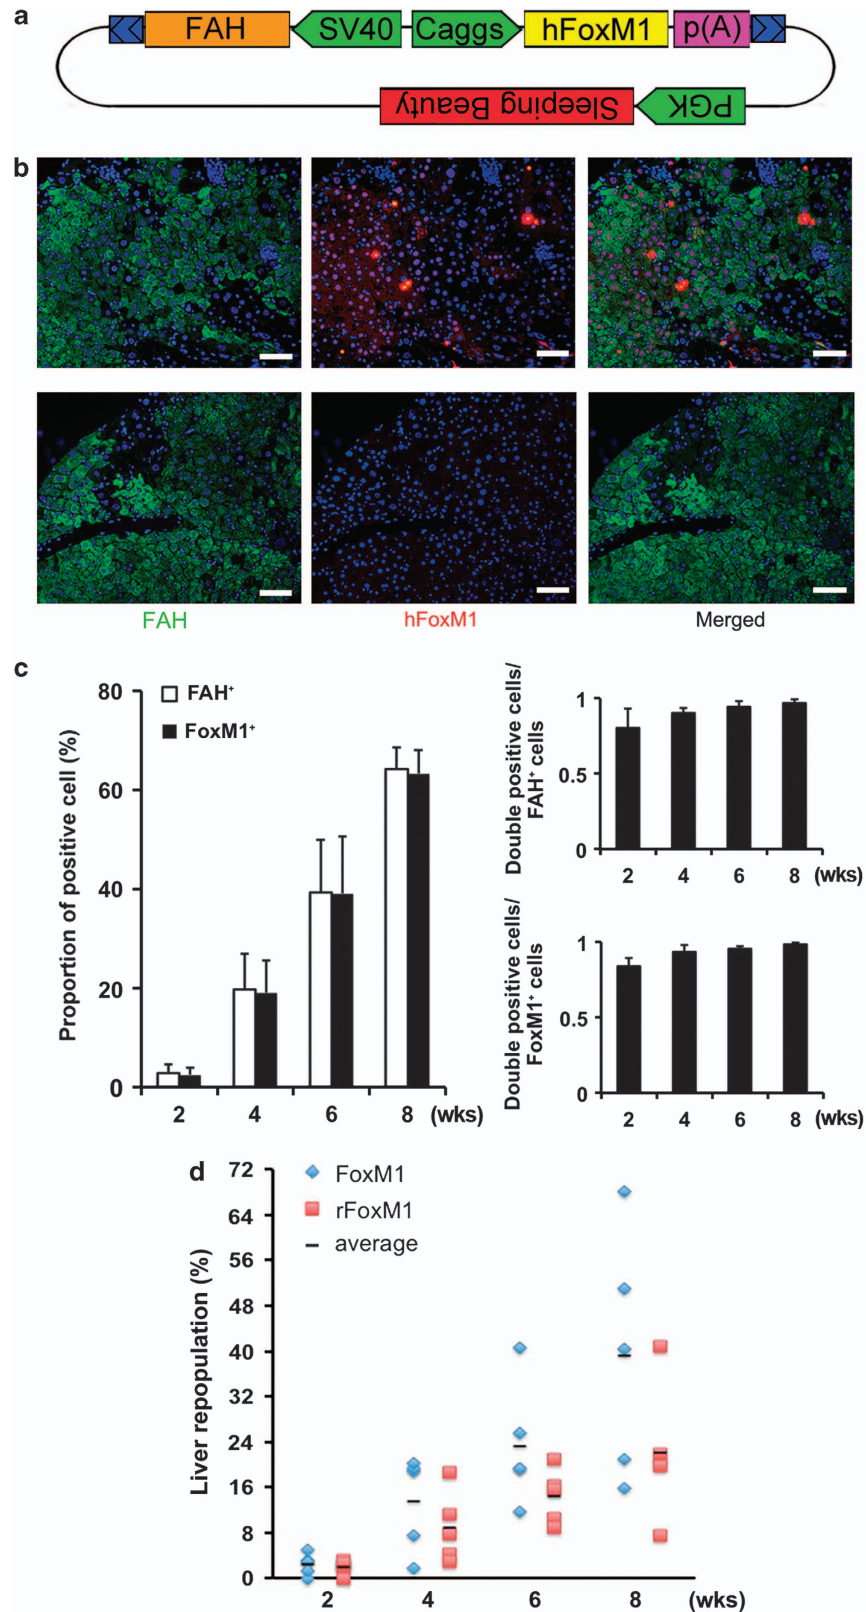 a
FAH
SV40
Caggs
hFoxM1
p(A)
Sleeping Beauty
PGK
b
FAH
hFoxM1
Merged
c
Proportion of positive cell (%)
80
60
40
20
0
FAH+
FoxM1+
2 4 6 8 (wks)
Double positive cells/
FAH+ cells
1
0.5
0
2 4 6 8 (wks)
Double positive cells/
FoxM1+ cells
1
0.5
0
2 4 6 8 (wks)
d
Liver repopulation (%)
72
64
56
48
40
32
24
16
8
0
FoxM1
rFoxM1
average
2 4 6 8 (wks)